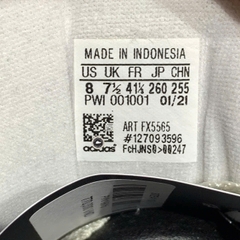 MADE IN INDONESIA
US UK FR JP CHN
8 7½ 41⅓ 260 255
PWI 001001 01/21
ART FX5565
#127093596
adidas
FcHJNS0>00247